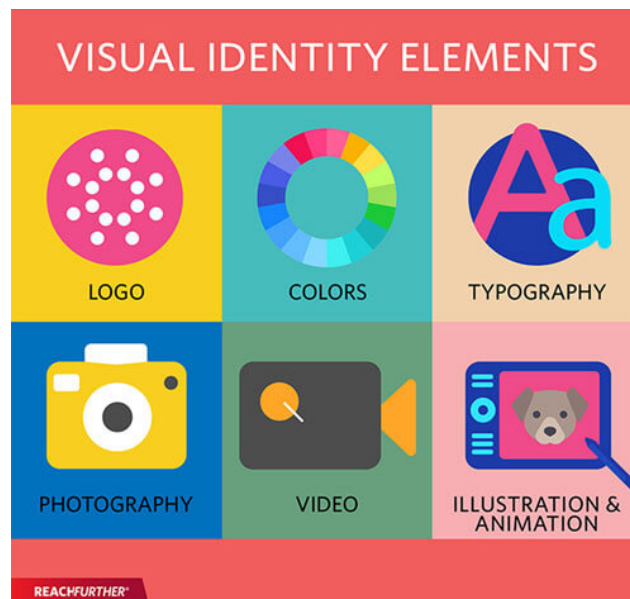 VISUAL IDENTITY ELEMENTS
LOGO
COLORS
TYPOGRAPHY
Aa
PHOTOGRAPHY
VIDEO
ILLUSTRATION &
ANIMATION
REACHFURTHER®